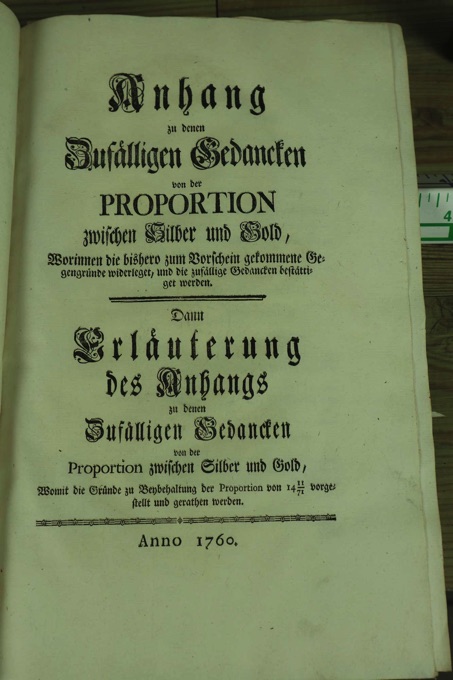 Anhang
zu denen
Zufälligen Gedancken
von der
PROPORTION
zwischen Silber und Gold,
Worinnen die bishero zum Vorschein gekommene Ge-
gengründe widerleget, und die zufällige Gedancken bestätti-
get werden.
Dann
Erläuterung
des Anhangs
zu denen
Zufälligen Gedancken
von der
Proportion zwischen Silber und Gold,
Womit die Gründe zu Beybehaltung der Proportion von 14 11/71 vorge-
stellt und gerathen werden.
Anno 1760.
4